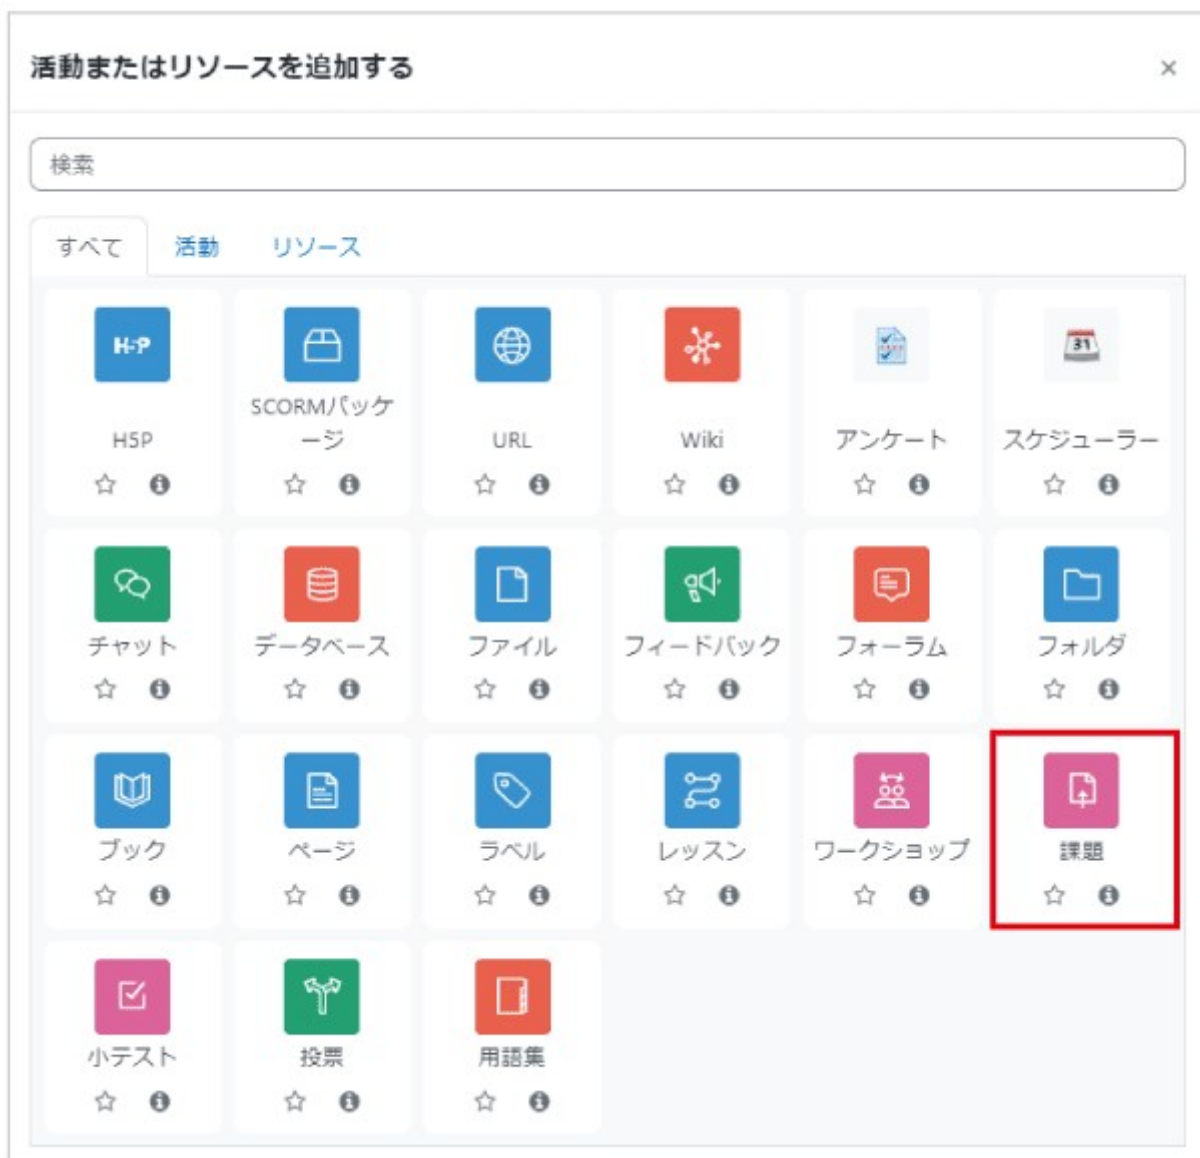 活動またはリソースを追加する
×
検索
すべて 活動 リソース
H5P
SCORMパッケ
ージ
H5P
URL
Wiki
アンケート
31
スケジューラー
チャット
データベース
ファイル
フィードバック
フォーラム
フォルダ
ブック
ページ
ラベル
レッスン
ワークショップ
課題
小テスト
投票
用語集